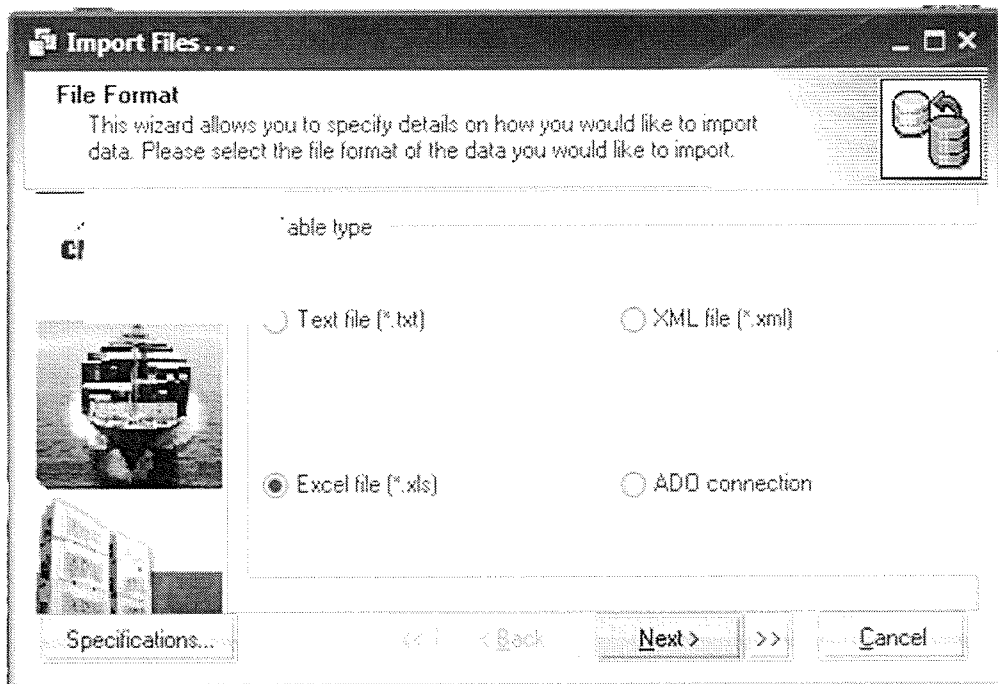 Import Files...
File Format
This wizard allows you to specify details on how you would like to import
data. Please select the file format of the data you would like to import.
able type
Text file (*.txt)
XML file (*.xml)
Excel file (*.xls)
ADO connection
Specifications...
<<
< Back
Next >
>>
Cancel